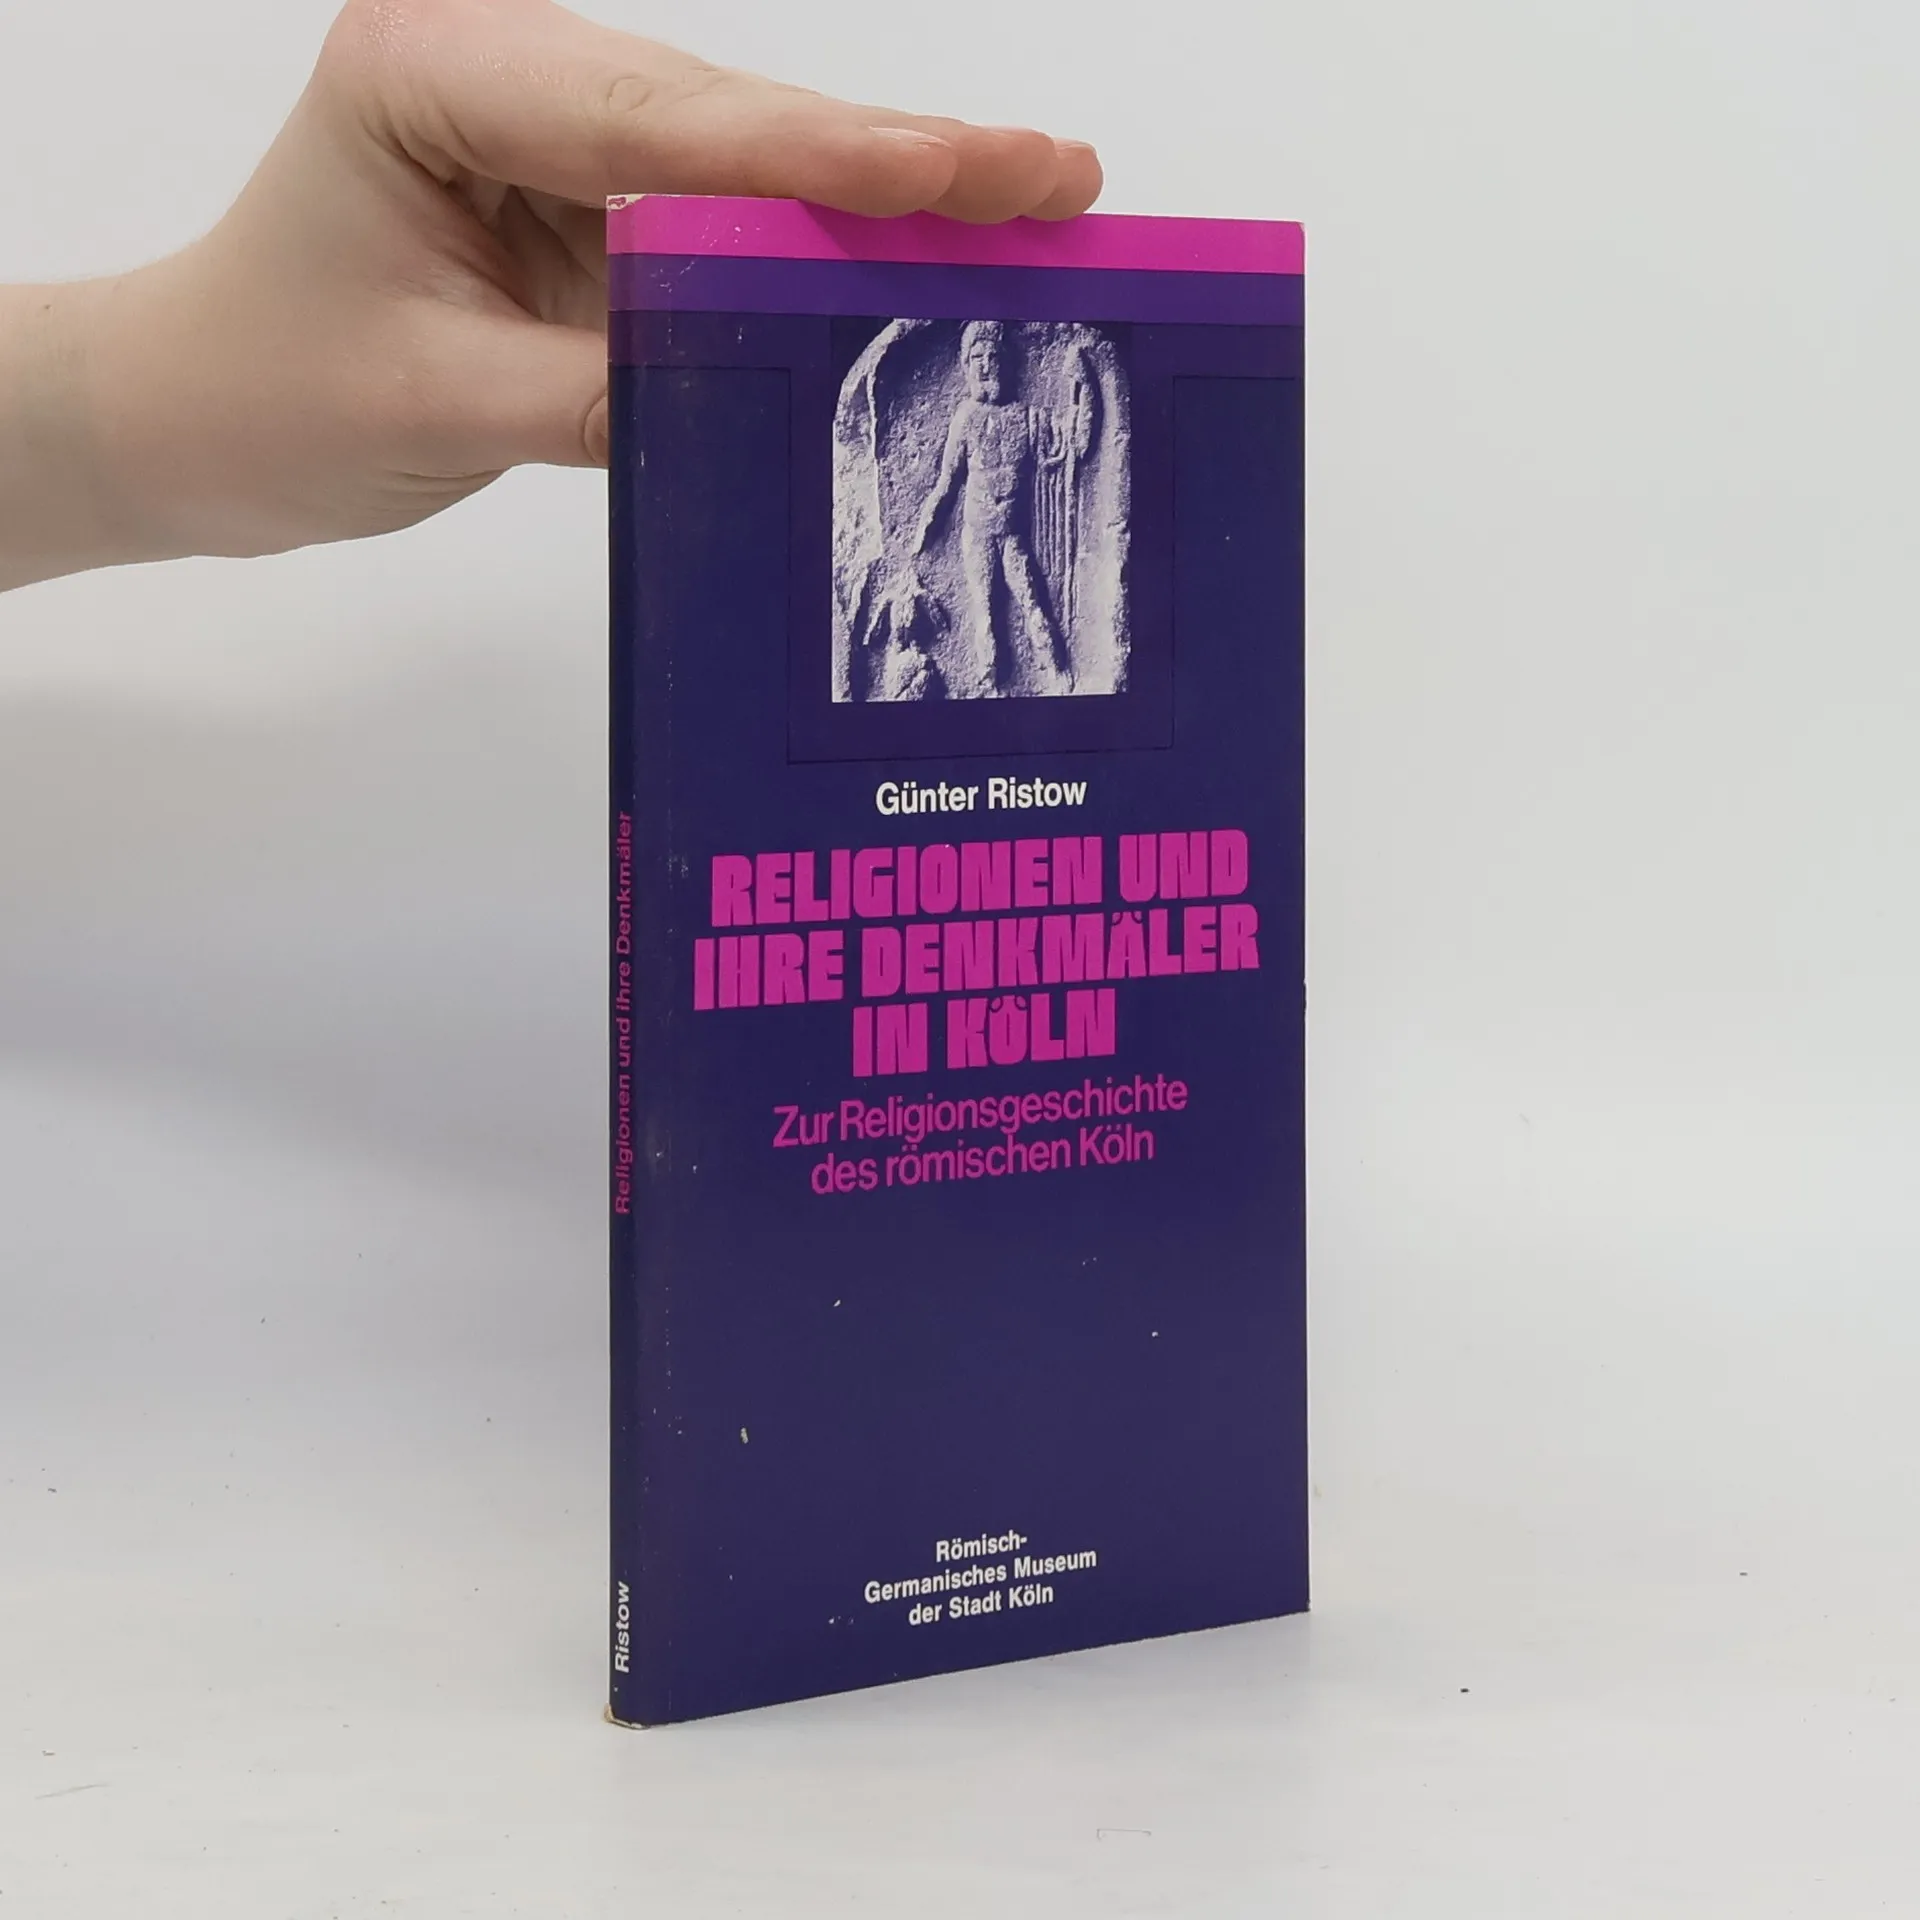 Günter Ristow
RELIGIONEN UND
IHRE DENKMÄLER
IN KÖLN
Zur Religionsgeschichte
des römischen Köln
Römisch-
Germanisches Museum
der Stadt Köln
Ristow Religionen und ihre Denkmäler